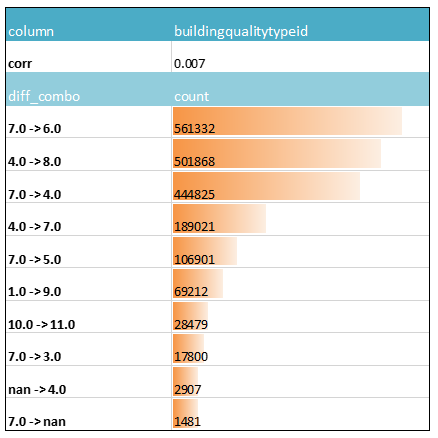 column buildingqualitytypeid
corr 0.007
diff_combo count
7.0 -> 6.0 561332
4.0 -> 8.0 501868
7.0 -> 4.0 444825
4.0 -> 7.0 189021
7.0 -> 5.0 106901
1.0 -> 9.0 69212
10.0 -> 11.0 28479
7.0 -> 3.0 17800
nan -> 4.0 2907
7.0 -> nan 1481